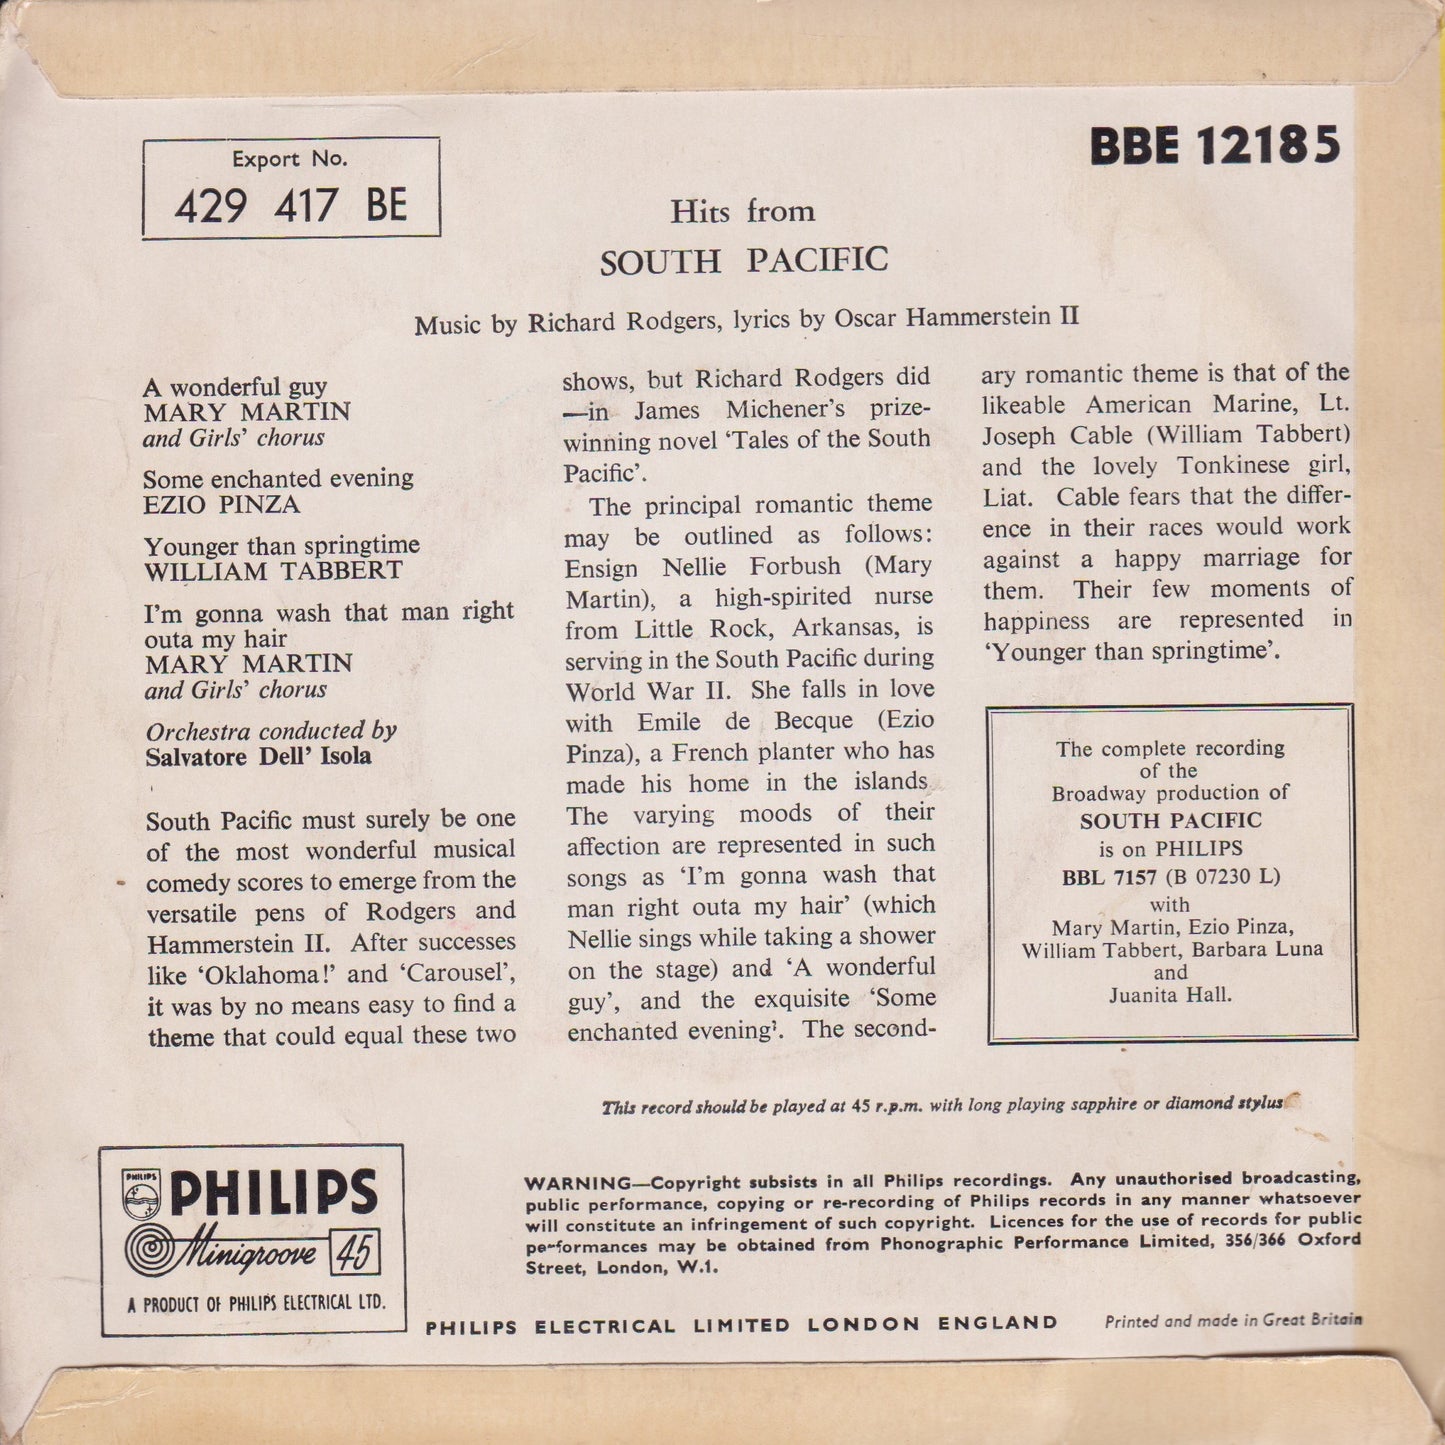 BBE 12185
Export No.
429 417 BE
Hits from
SOUTH PACIFIC
Music by Richard Rodgers, lyrics by Oscar Hammerstein II
A wonderful guy
MARY MARTIN
and Girls' chorus
Some enchanted evening
EZIO PINZA
Younger than springtime
WILLIAM TABBERT
I'm gonna wash that man right
outa my hair
MARY MARTIN
and Girls' chorus
Orchestra conducted by
Salvatore Dell' Isola
South Pacific must surely be one
of the most wonderful musical
comedy scores to emerge from the
versatile pens of Rodgers and
Hammerstein II. After successes
like ‘Oklahoma!’ and ‘Carousel’,
it was by no means easy to find a
theme that could equal these two
shows, but Richard Rodgers did
—in James Michener’s prize-
winning novel ‘Tales of the South
Pacific’.
The principal romantic theme
may be outlined as follows:
Ensign Nellie Forbush (Mary
Martin), a high-spirited nurse
from Little Rock, Arkansas, is
serving in the South Pacific during
World War II. She falls in love
with Emile de Becque (Ezio
Pinza), a French planter who has
made his home in the islands
The varying moods of their
affection are represented in such
songs as ‘I’m gonna wash that
man right outa my hair’ (which
Nellie sings while taking a shower
on the stage) and ‘A wonderful
guy’, and the exquisite ‘Some
enchanted evening’. The second-
ary romantic theme is that of the
likeable American Marine, Lt.
Joseph Cable (William Tabbert)
and the lovely Tonkinese girl,
Liat. Cable fears that the differ-
ence in their races would work
against a happy marriage for
them. Their few moments of
happiness are represented in
‘Younger than springtime’.
The complete recording
of the
Broadway production of
SOUTH PACIFIC
is on PHILIPS
BBL 7157 (B 07230 L)
with
Mary Martin, Ezio Pinza,
William Tabbert, Barbara Luna
and
Juanita Hall.
This record should be played at 45 r.p.m. with long playing sapphire or diamond stylus
PHILIPS
PHILIPS
Minigroove 45
A PRODUCT OF PHILIPS ELECTRICAL LTD.
WARNING—Copyright subsists in all Philips recordings. Any unauthorised broadcasting,
public performance, copying or re-recording of Philips records in any manner whatsoever
will constitute an infringement of such copyright. Licences for the use of records for public
performances may be obtained from Phonographic Performance Limited, 356/366 Oxford
Street, London, W.1.
PHILIPS ELECTRICAL LIMITED LONDON ENGLAND
Printed and made in Great Britain